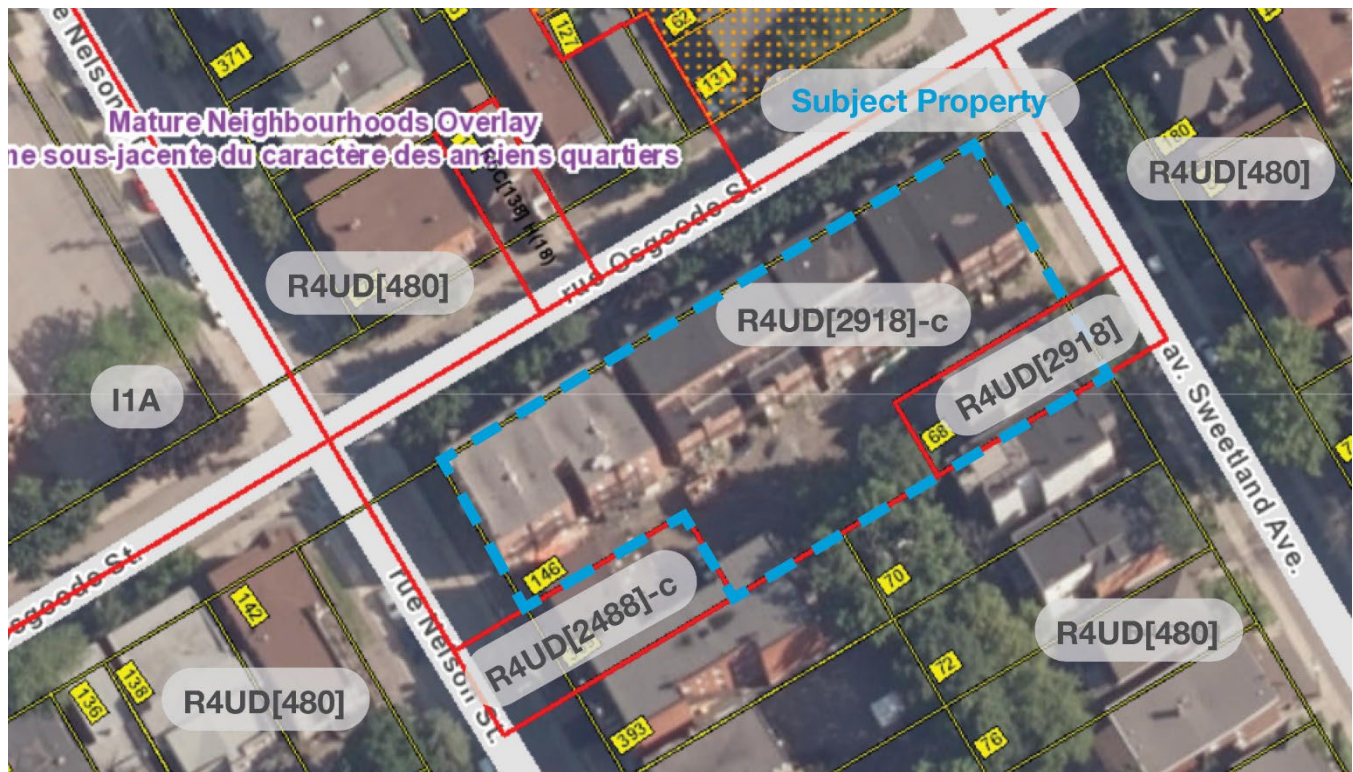 e Nelson
371
127
62
131
Subject Property
Mature Neighbourhoods Overlay
ne sous-jacente du caractère des anciens quartiers
180
R4UD[480]
R4UD[480]
rue Osgoode St.
R4UD[2918]-c
R4UD[2918]
I1A
68
av. Sweetland Ave.
146
R4UD[2488]-c
sgoode St.
rue Nelson St.
142
138
136
R4UD[480]
70
72
R4UD[480]
393
76